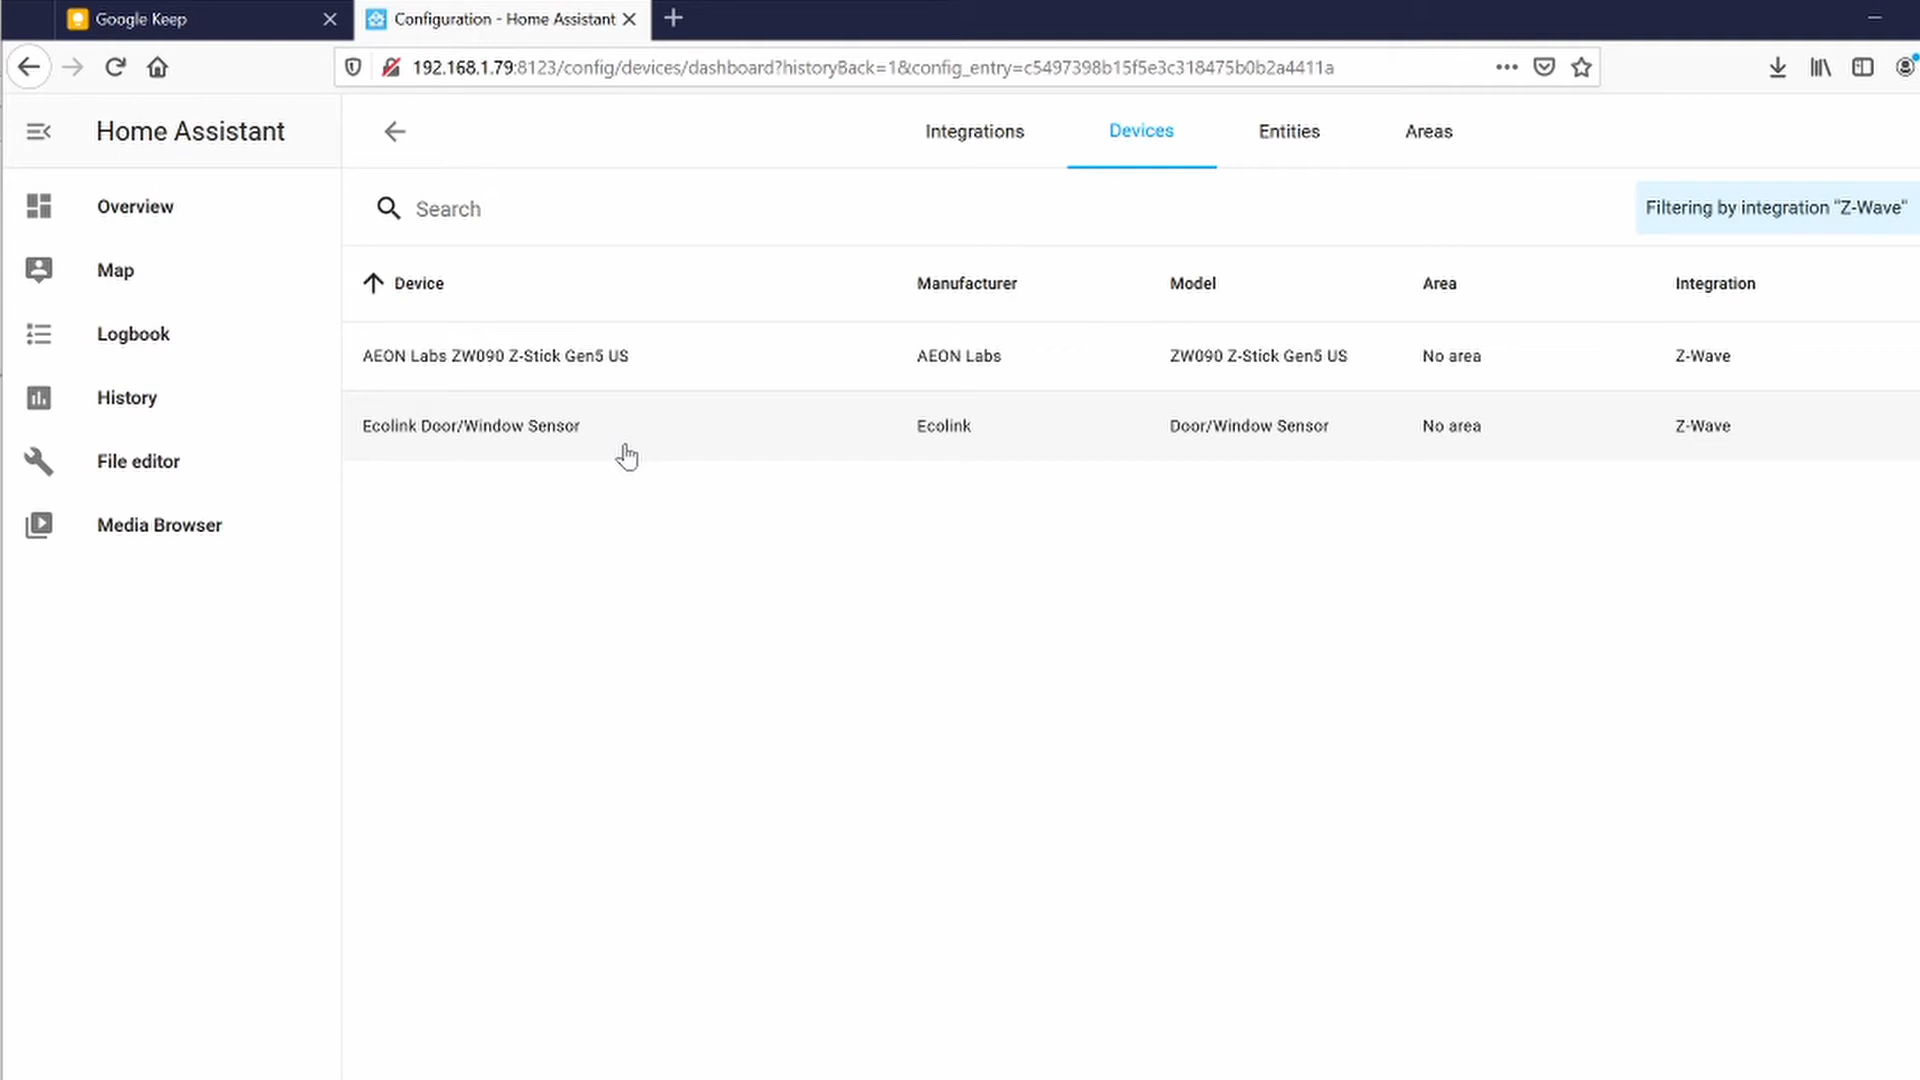 Google Keep
Configuration - Home Assistant
192.168.1.79:8123/config/devices/dashboard?historyBack=1&config_entry=c5497398b15f5e3c318475b0b2a4411a
Home Assistant
Integrations Devices Entities Areas
Overview
Search
Filtering by integration "Z-Wave"
Map
Device Manufacturer Model Area Integration
Logbook
AEON Labs ZW090 Z-Stick Gen5 US AEON Labs ZW090 Z-Stick Gen5 US No area Z-Wave
History
Ecolink Door/Window Sensor Ecolink Door/Window Sensor No area Z-Wave
File editor
Media Browser